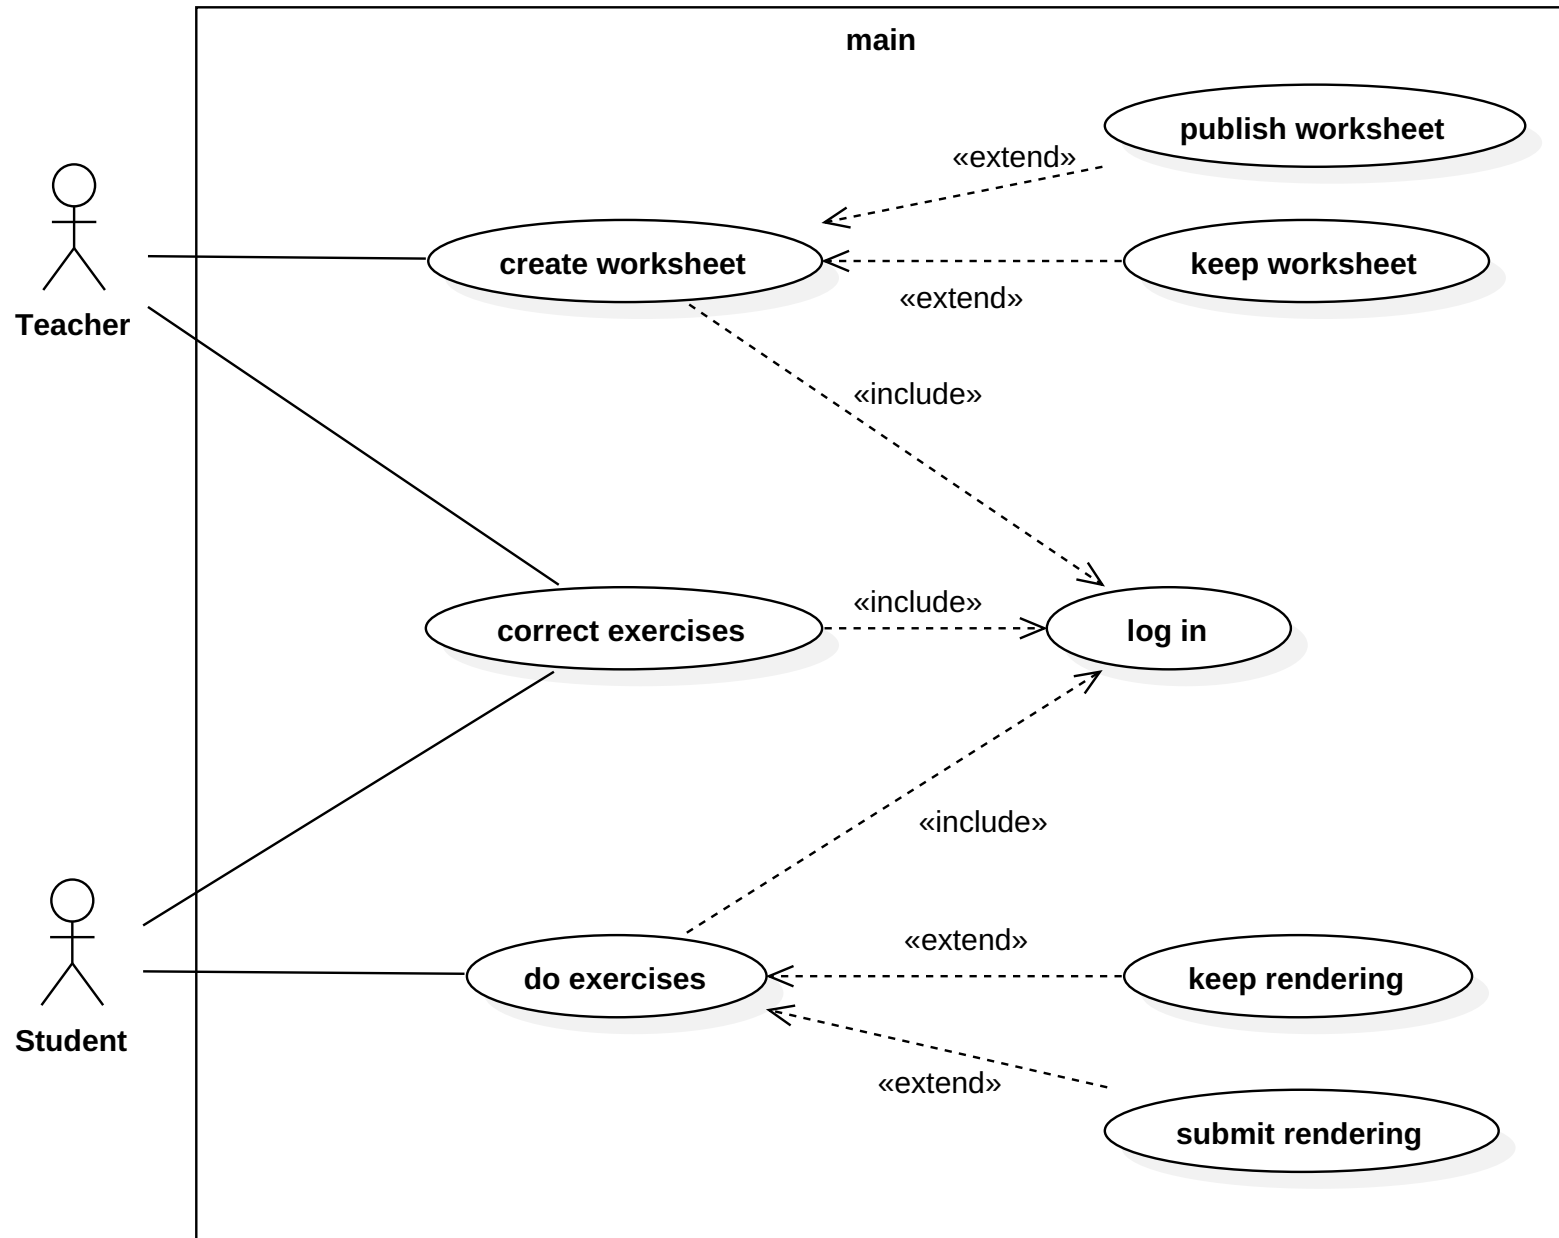 main
publish worksheet
«extend»
create worksheet
keep worksheet
«extend»
Teacher
«include»
«include»
correct exercises
log in
«include»
«extend»
do exercises
keep rendering
Student
«extend»
submit rendering